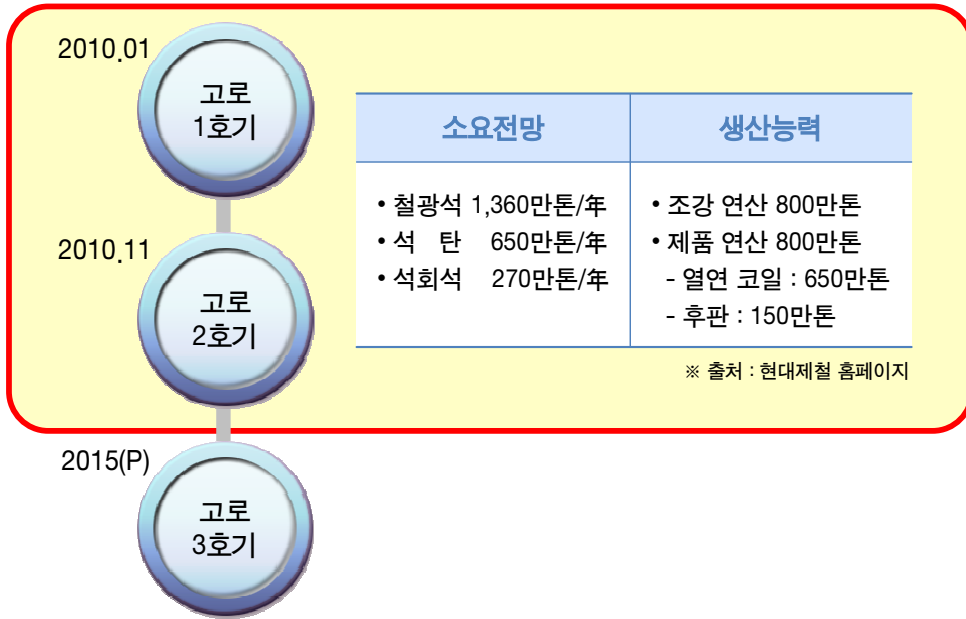 2010.01
고로
1호기
소요전망
생산능력
• 철광석 1,360만톤/年
• 석 탄 650만톤/年
• 석회석 270만톤/年
• 조강 연산 800만톤
• 제품 연산 800만톤
- 열연 코일 : 650만톤
- 후판 : 150만톤
※ 출처 : 현대제철 홈페이지
2010.11
고로
2호기
2015(P)
고로
3호기